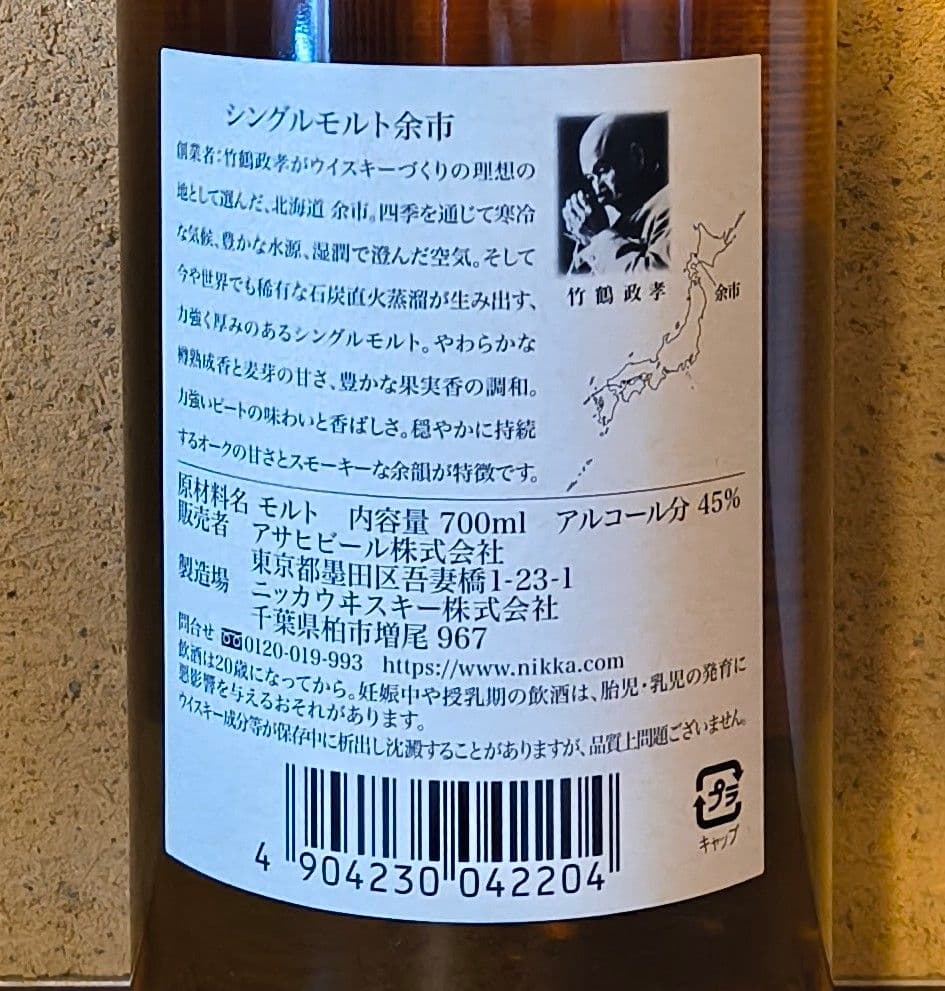 シングルモルト余市
創業者:竹鶴政孝がウイスキーづくりの理想の
地として選んだ、北海道 余市。四季を通じて寒冷
な気候、豊かな水源、湿潤で澄んだ空気。そして
今や世界でも稀有な石炭直火蒸溜が生み出す、
力強く厚みのあるシングルモルト。やわらかな
樽熟成香と麦芽の甘さ、豊かな果実香の調和。
力強いピートの味わいと香ばしさ。穏やかに持続
するオークの甘さとスモーキーな余韻が特徴です。
竹鶴政孝
余市
原材料名 モルト 内容量 700ml アルコール分 45%
販売者 アサヒビール株式会社
東京都墨田区吾妻橋1-23-1
製造場 ニッカウヰスキー株式会社
千葉県柏市増尾 967
問合せ 0120-019-993 https://www.nikka.com
飲酒は20歳になってから。妊娠中や授乳期の飲酒は、胎児・乳児の発育に
悪影響を与えるおそれがあります。
ウイスキー成分等が保存中に析出し沈澱することがありますが、品質上問題ございません。
プラ
キャップ
4 904230 042204